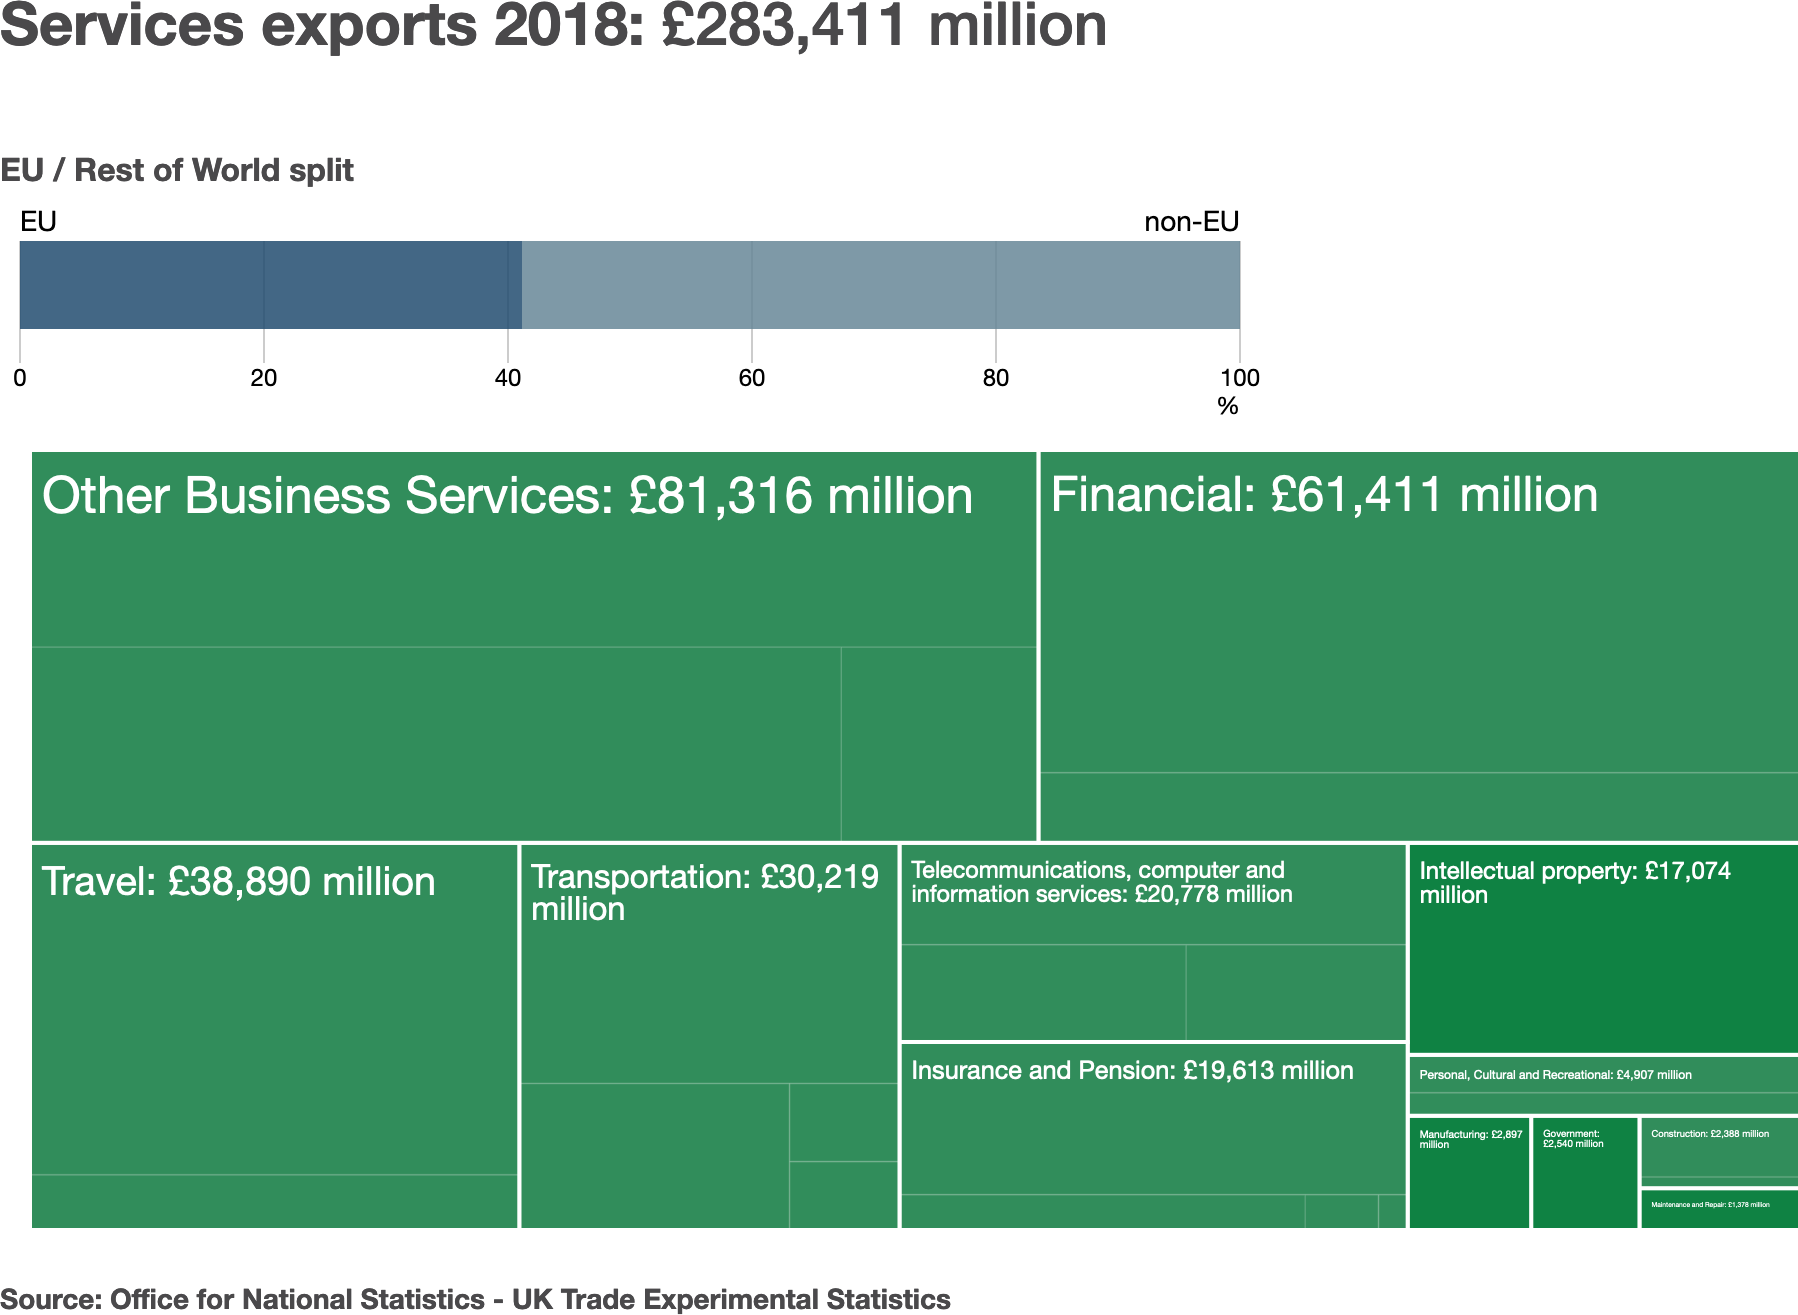 Services exports 2018: £283,411 million
EU / Rest of World split
EU
non-EU
0
20
40
60
80
100
%
Other Business Services: £81,316 million
Financial: £61,411 million
Travel: £38,890 million
Transportation: £30,219
million
Telecommunications, computer and
information services: £20,778 million
Intellectual property: £17,074
million
Insurance and Pension: £19,613 million
Personal, Cultural and Recreational: £4,907 million
Manufacturing: £2,897
million
Government:
£2,540 million
Construction: £2,388 million
Maintenance and Repair: £1,378 million
Source: Office for National Statistics - UK Trade Experimental Statistics